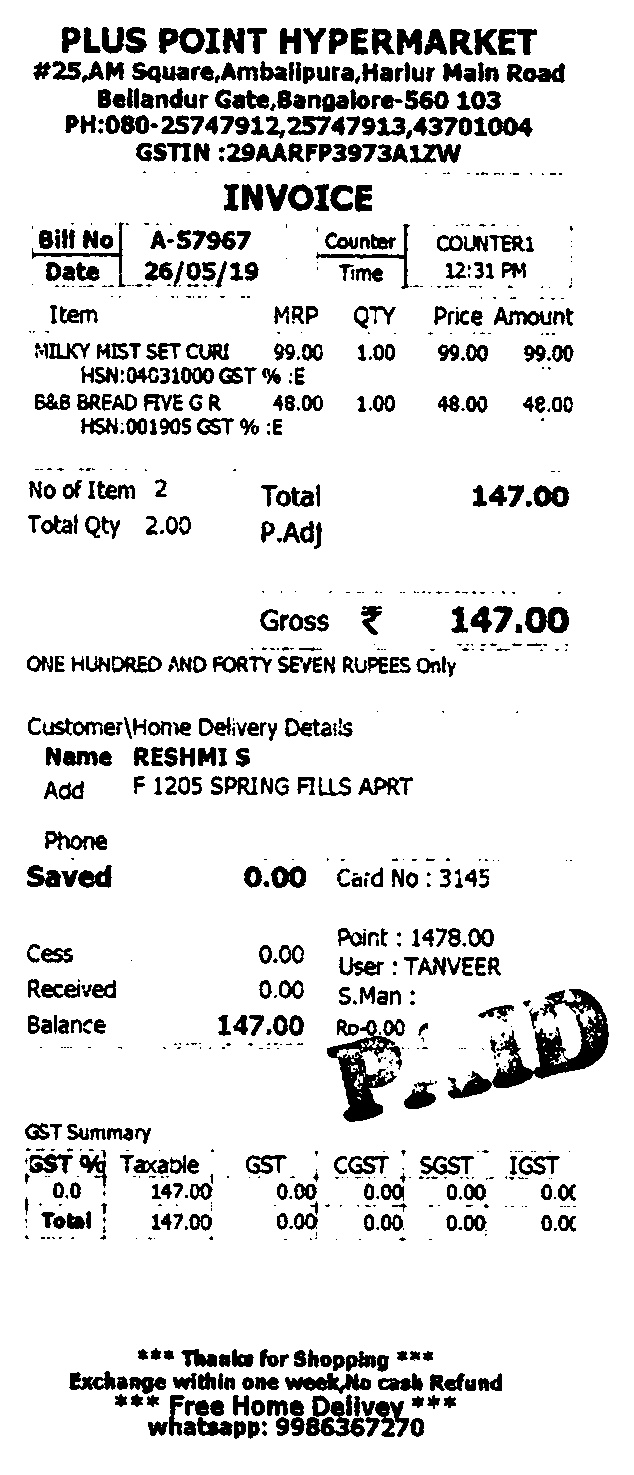 PLUS POINT HYPERMARKET
#25,AM Square,Ambalipura,Harlur Main Road
Bellandur Gate,Bangalore-560 103
PH:080-25747912,25747913,43701004
GSTIN :29AARFP3973A1ZW
INVOICE
Bill No A-57967 Counter COUNTER1
Date 26/05/19 Time 12:31 PM
Item MRP QTY Price Amount
MILKY MIST SET CURI 99.00 1.00 99.00 99.00
HSN:04031000 GST % :E
B&B BREAD FIVE G R 48.00 1.00 48.00 48.00
HSN:001905 GST % :E
No of Item 2 Total 147.00
Total Qty 2.00 P.Adj
Gross ₹ 147.00
ONE HUNDRED AND FORTY SEVEN RUPEES Only
Customer\Home Delivery Details
Name RESHMI S
Add F 1205 SPRING FILLS APRT
Phone
Saved 0.00 Card No : 3145
Point : 1478.00
Cess 0.00
User : TANVEER
Received 0.00 S.Man :
Balance 147.00 Rp-0.00
PAID
GST Summary
GST % Taxable GST CGST SGST IGST
0.0 147.00 0.00 0.00 0.00 0.00
Total 147.00 0.00 0.00 0.00 0.00
*** Thanks for Shopping ***
Exchange within one week,No cash Refund
*** Free Home Delivey ***
whatsapp: 9986367270